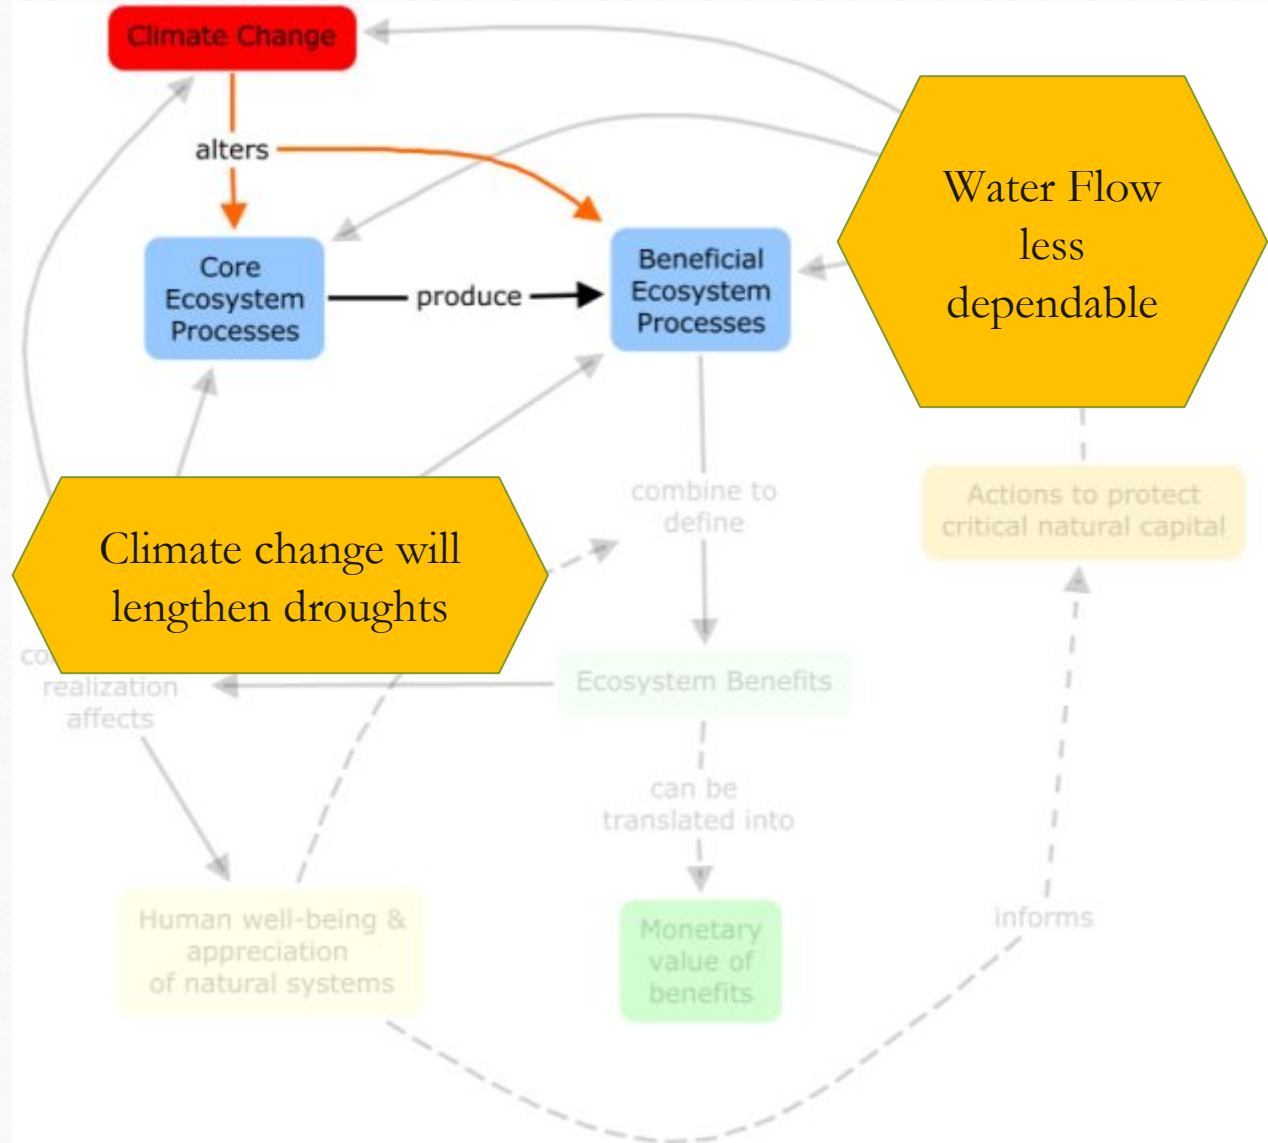 Climate Change
alters
Core
Ecosystem
Processes
produce
Beneficial
Ecosystem
Processes
Water Flow
less
dependable
combine to
define
Actions to protect
critical natural capital
Climate change will
lengthen droughts
realization
affects
Ecosystem Benefits
can be
translated into
Human well-being &
appreciation
of natural systems
Monetary
value of
benefits
informs